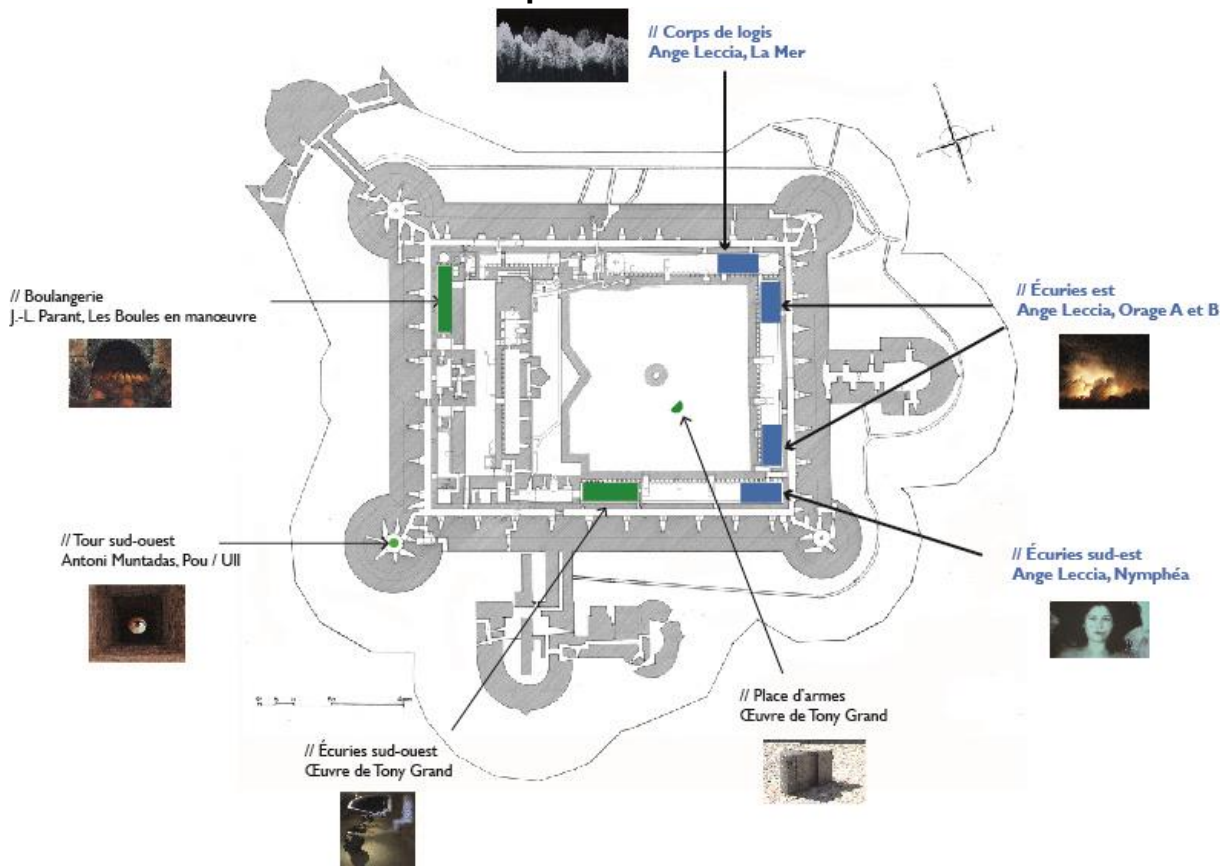 // Corps de logis
Ange Leccia, La Mer
// Boulangerie
J.-L. Parant, Les Boules en manœuvre
// Écuries est
Ange Leccia, Orage A et B
// Tour sud-ouest
Antoni Muntadas, Pou / Ull
// Écuries sud-est
Ange Leccia, Nymphéa
// Place d'armes
Œuvre de Tony Grand
// Écuries sud-ouest
Œuvre de Tony Grand